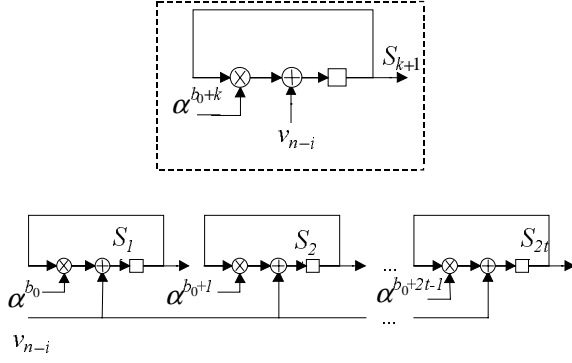 S_{k+1}
α^{b_0+k}
v_{n-i}
S_1 S_2 S_{2t}
...
α^{b_0} α^{b_0+1} α^{b_0+2t-1}
...
v_{n-i}